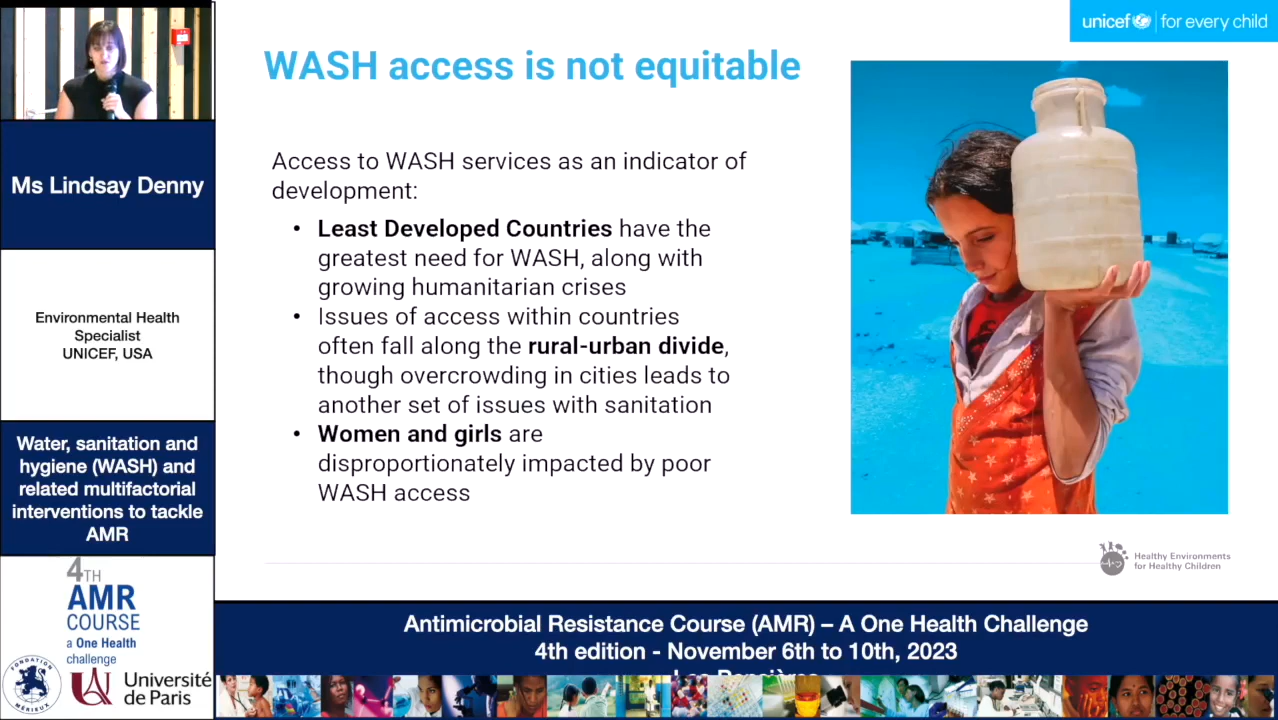 unicef for every child
WASH access is not equitable
Access to WASH services as an indicator of
development:
• Least Developed Countries have the
greatest need for WASH, along with
growing humanitarian crises
• Issues of access within countries
often fall along the rural-urban divide,
though overcrowding in cities leads to
another set of issues with sanitation
• Women and girls are
disproportionately impacted by poor
WASH access
Healthy Environments
for Healthy Children
Ms Lindsay Denny
Environmental Health
Specialist
UNICEF, USA
Water, sanitation and
hygiene (WASH) and
related multifactorial
interventions to tackle
AMR
4TH
AMR
COURSE
a One Health
challenge
FONDATION
MÉRIEUX
Université
de Paris
Antimicrobial Resistance Course (AMR) – A One Health Challenge
4th edition - November 6th to 10th, 2023